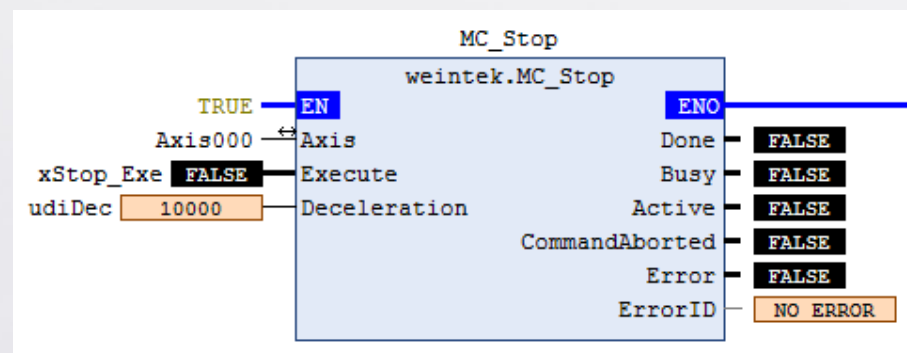 MC_Stop
weintek.MC_Stop
TRUE EN ENO
Axis000 Axis Done FALSE
xStop_Exe FALSE Execute Busy FALSE
udiDec 10000 Deceleration Active FALSE
CommandAborted FALSE
Error FALSE
ErrorID NO ERROR